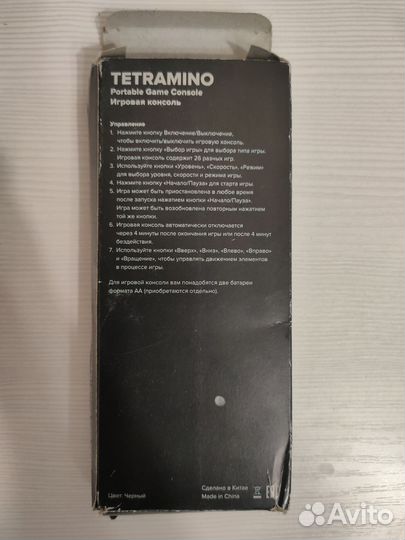 TETRAMINO
Portable Game Console
Игровая консоль
Управление
1. Нажмите кнопку Включение/Выключение,
чтобы включить/выключить игровую консоль.
2. Нажмите кнопку «Выбор игры» для выбора типа игры.
Игровая консоль содержит 26 разных игр.
3. Используйте кнопки «Уровень», «Скорость», «Режим»
для выбора уровня, скорости и режима игры.
4. Нажмите кнопку «Начало/Пауза» для старта игры.
5. Игра может быть приостановлена в любое время
после запуска нажатием кнопки «Начало/Пауза».
Игра может быть возобновлена повторным нажатием
той же кнопки.
6. Игровая консоль автоматически отключается
через 4 минуты после окончания игры или после 4 минут
бездействия.
7. Используйте кнопки «Вверх», «Вниз», «Влево», «Вправо»
и «Вращение», чтобы управлять движением элементов
в процессе игры.
Для игровой консоли вам понадобятся две батареи
формата АА (приобретаются отдельно).
Цвет: Черный
Сделано в Китае
Made in China
EAC
Avito